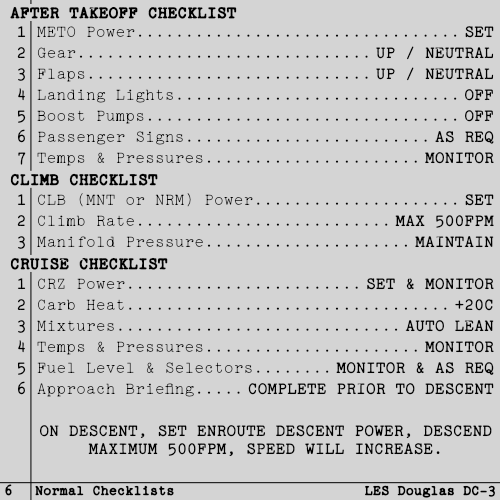 AFTER TAKEOFF CHECKLIST
1 METO Power.................................. SET
2 Gear.............................. UP / NEUTRAL
3 Flaps............................. UP / NEUTRAL
4 Landing Lights............................. OFF
5 Boost Pumps................................ OFF
6 Passenger Signs......................... AS REQ
7 Temps & Pressures...................... MONITOR
CLIMB CHECKLIST
1 CLB (MNT or NRM) Power..................... SET
2 Climb Rate.......................... MAX 500FPM
3 Manifold Pressure..................... MAINTAIN
CRUISE CHECKLIST
1 CRZ Power........................ SET & MONITOR
2 Carb Heat................................. +20C
3 Mixtures............................. AUTO LEAN
4 Temps & Pressures...................... MONITOR
5 Fuel Level & Selectors........ MONITOR & AS REQ
6 Approach Briefing..... COMPLETE PRIOR TO DESCENT
ON DESCENT, SET ENROUTE DESCENT POWER, DESCEND
MAXIMUM 500FPM, SPEED WILL INCREASE.
6 Normal Checklists LES Douglas DC-3